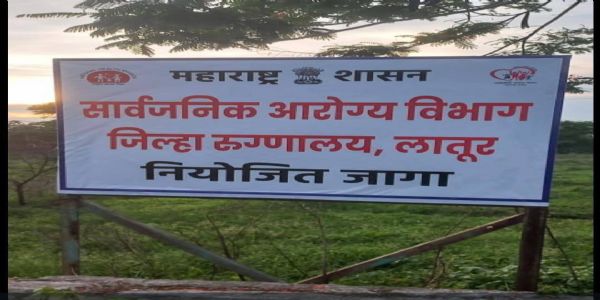 महाराष्ट्र शासन
सार्वजनिक आरोग्य विभाग
जिल्हा रुग्णालय, लातूर
नियोजित जागा